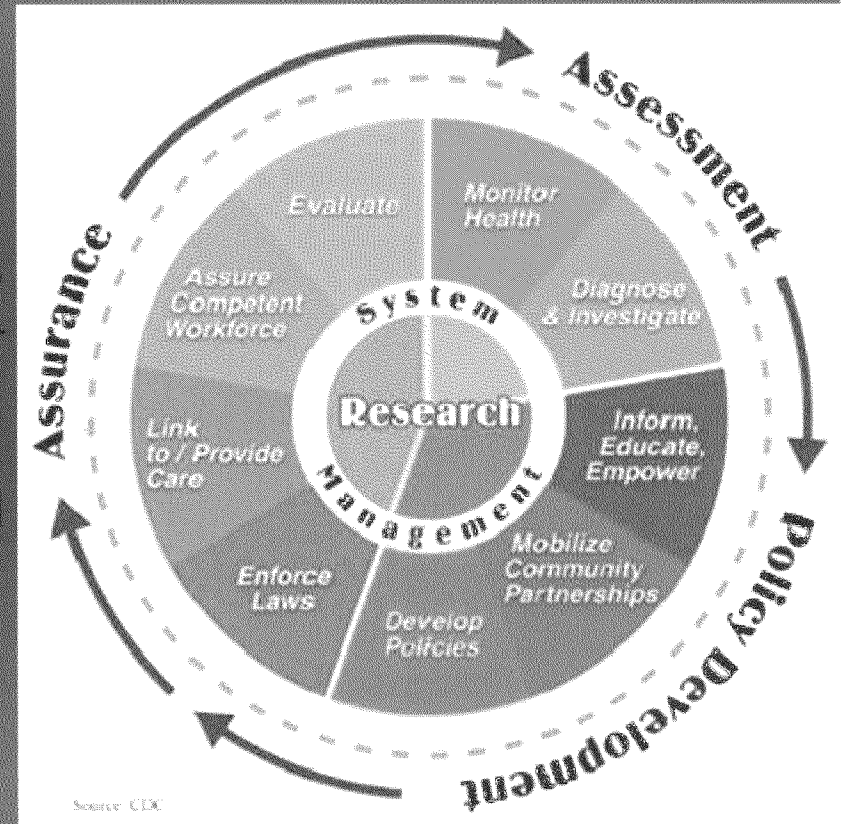 Assessment
Monitor
Health
Diagnose
& Investigate
Policy Development
Inform,
Educate,
Empower
Mobilize
Community
Partnerships
Develop
Policies
Assurance
Enforce
Laws
Link
to / Provide
Care
Assure
Competent
Workforce
Evaluate
System
Management
Research
Source: CDC